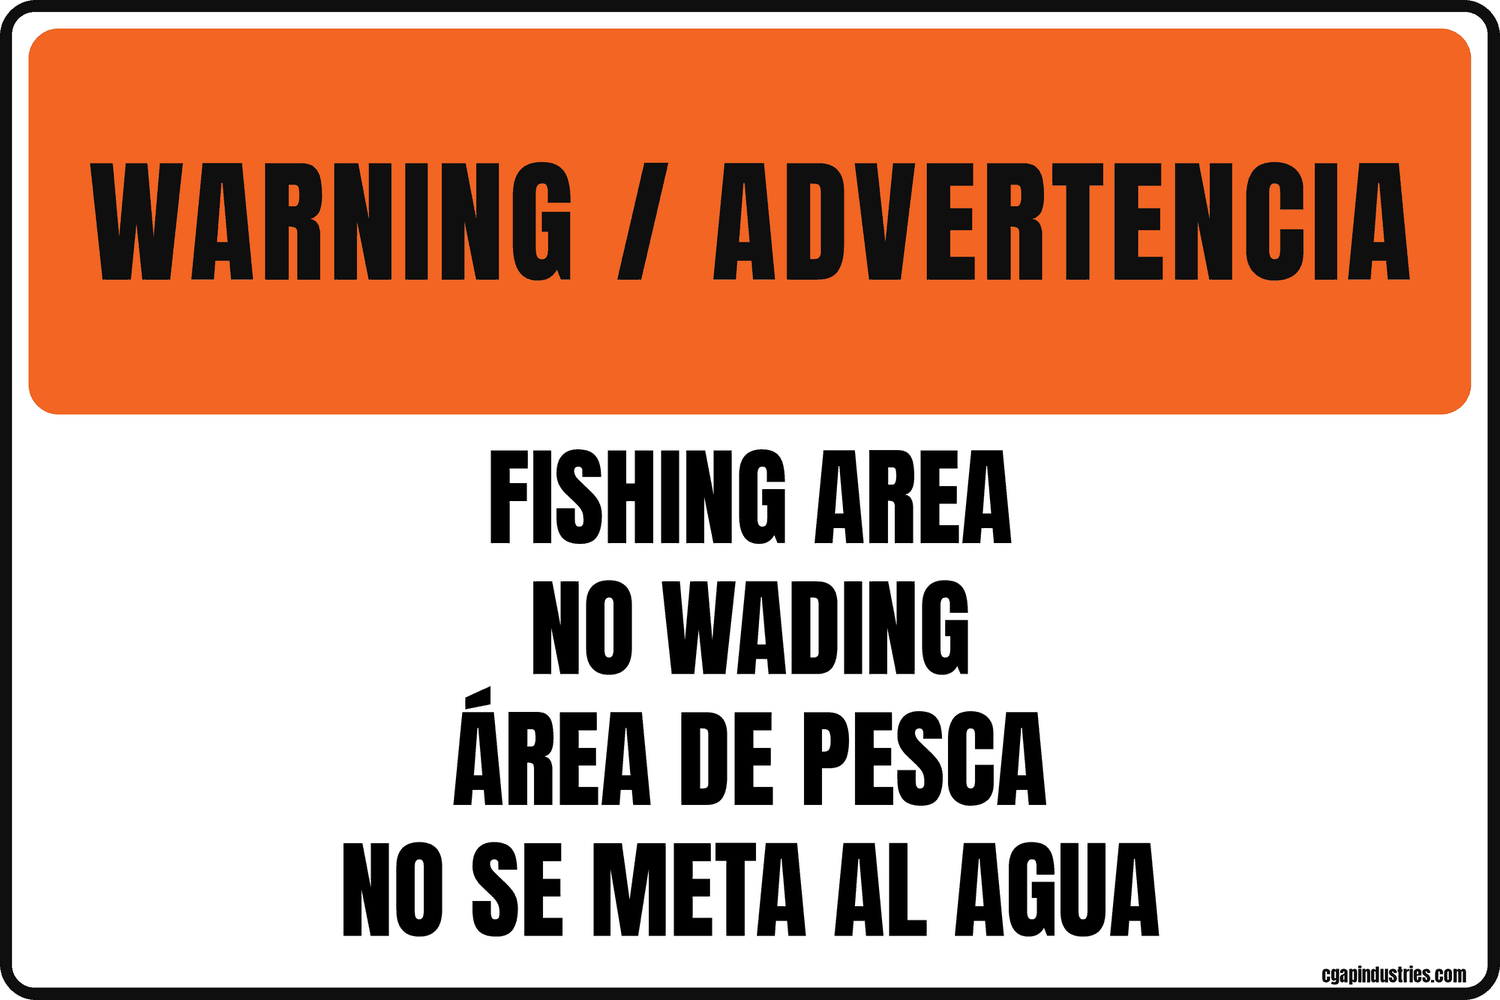 WARNING / ADVERTENCIA
FISHING AREA
NO WADING
ÁREA DE PESCA
NO SE META AL AGUA
cgapindustries.com